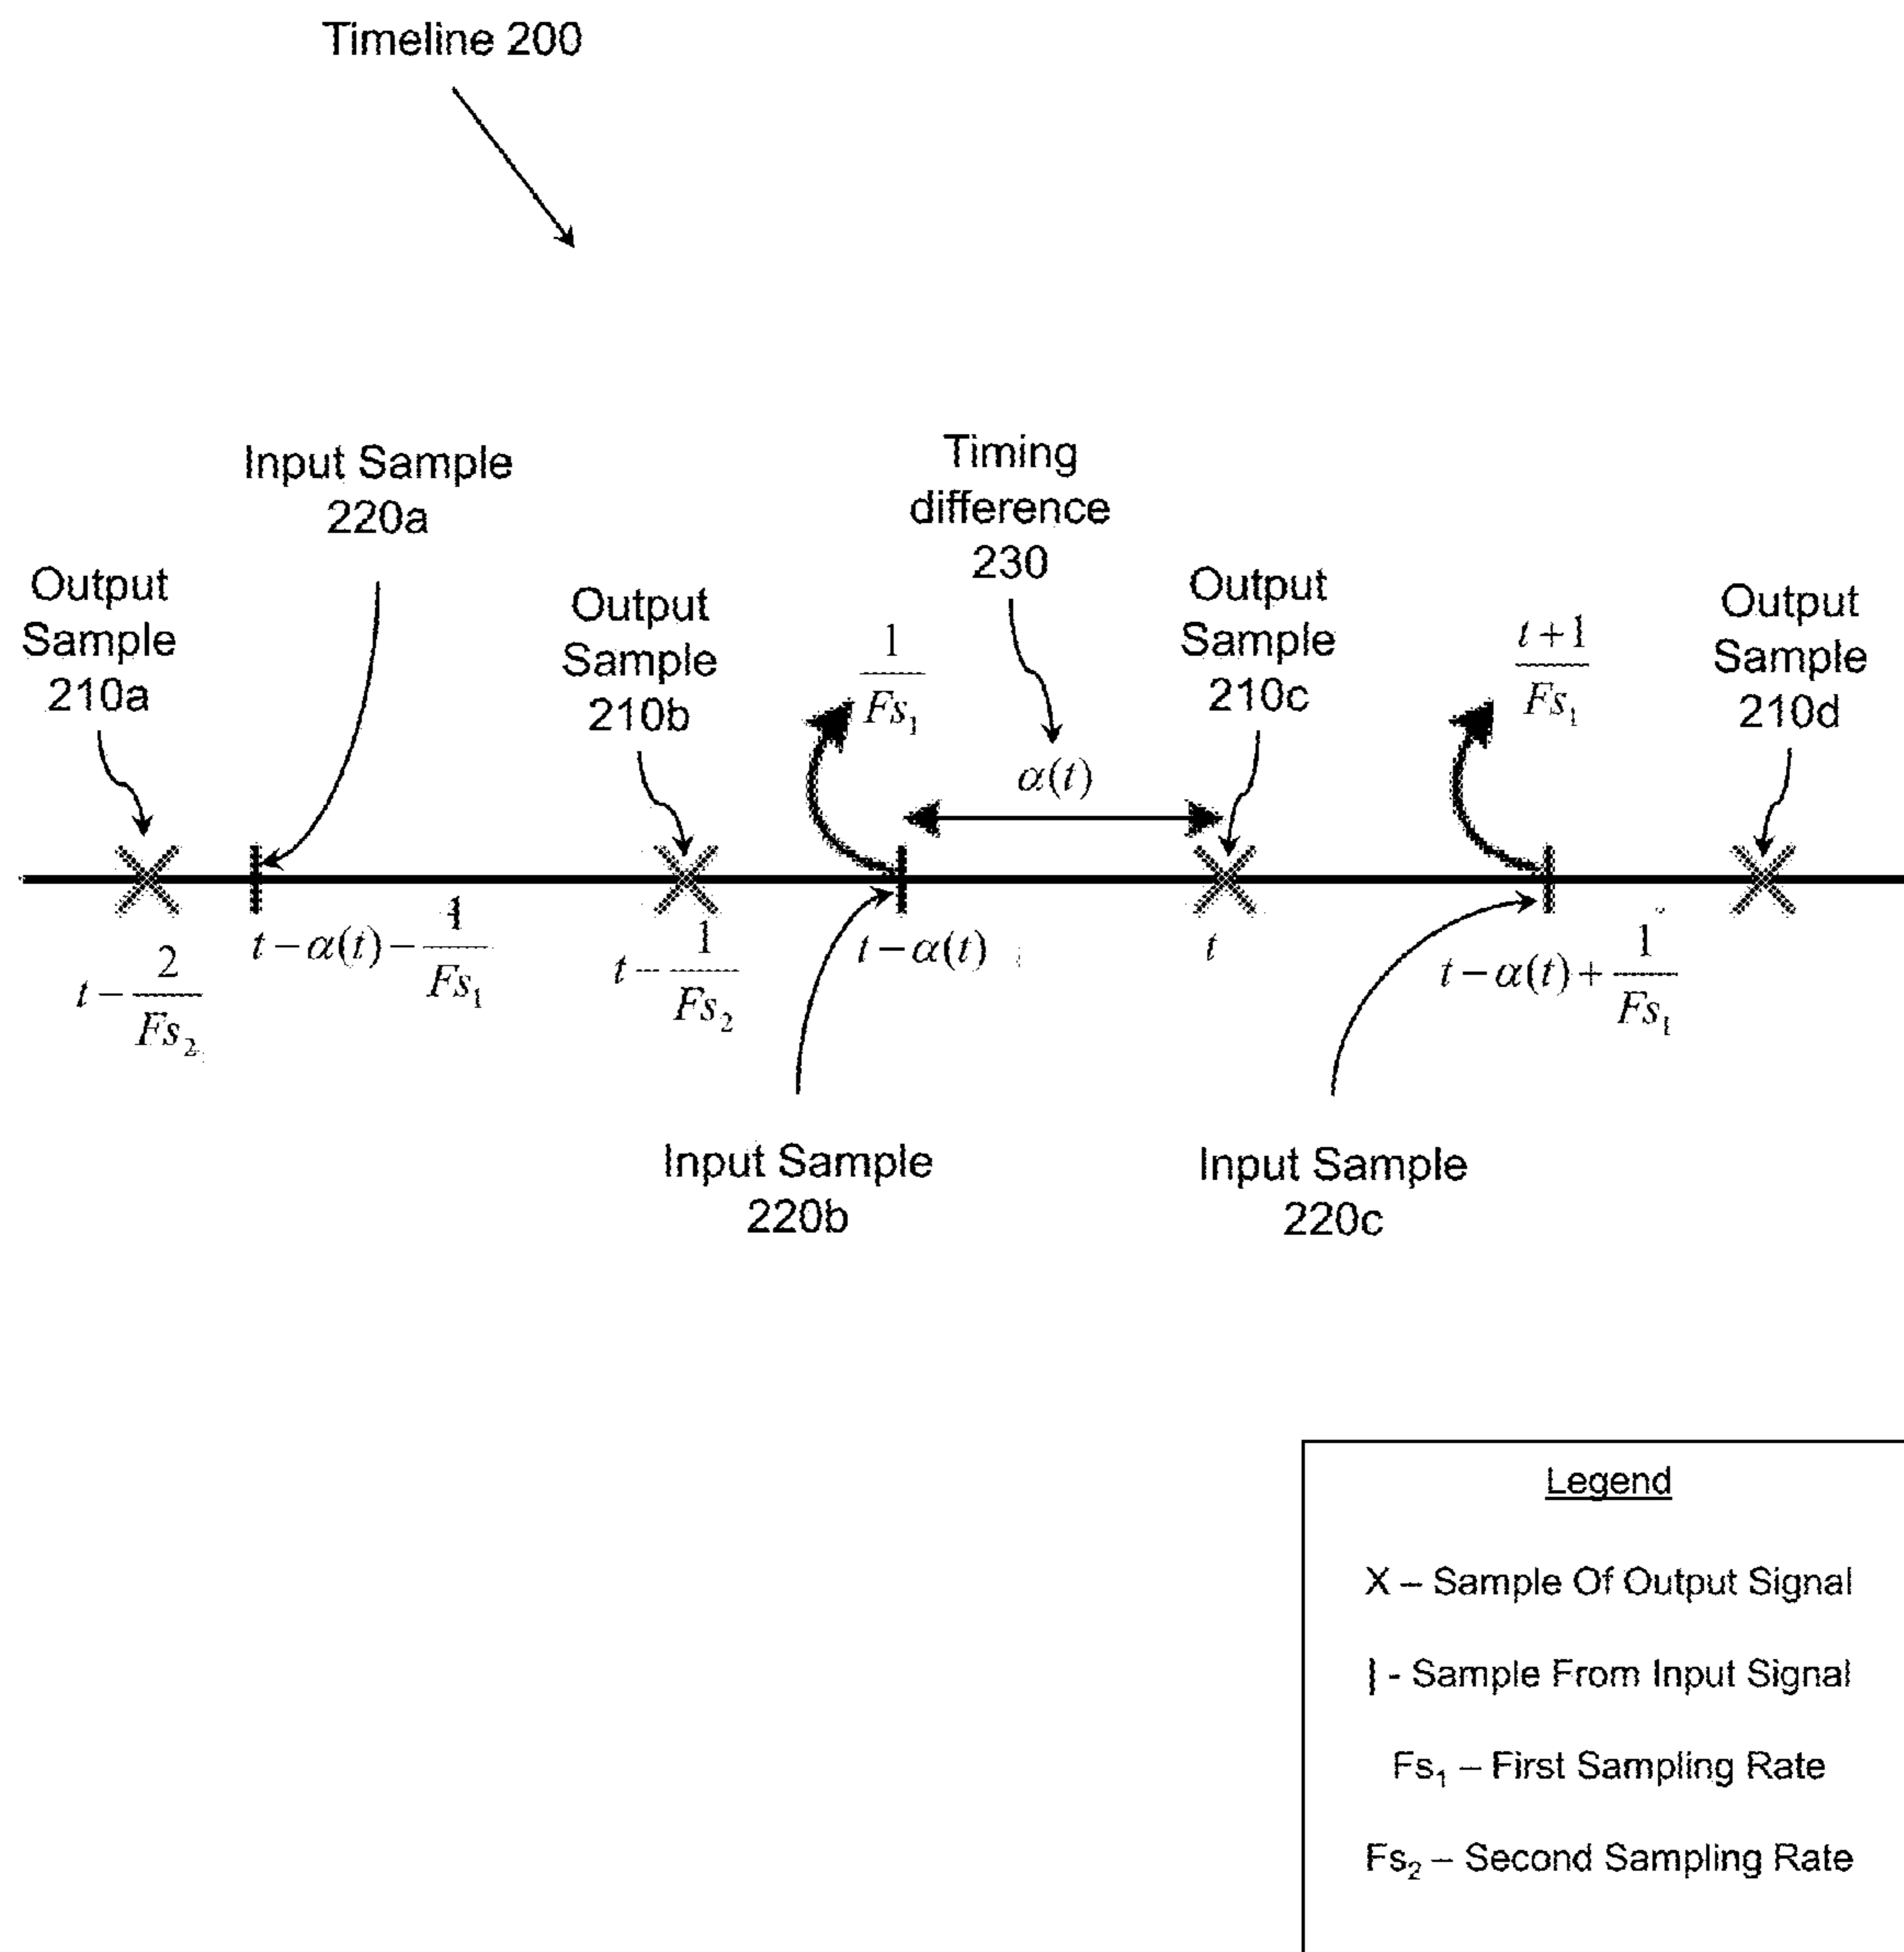 Timeline 200
Input Sample
220a
Timing
difference
230
Output
Sample
210a
Output
Sample
210b
Output
Sample
210c
Output
Sample
210d
1/Fs₁
t+1/Fs₁
α(t)
t − 2/Fs₂
t − α(t) − 1/Fs₁
t − 1/Fs₂
t − α(t)
t
t − α(t) + 1/Fs₁
Input Sample
220b
Input Sample
220c
Legend
X – Sample Of Output Signal
| - Sample From Input Signal
Fs₁ – First Sampling Rate
Fs₂ – Second Sampling Rate